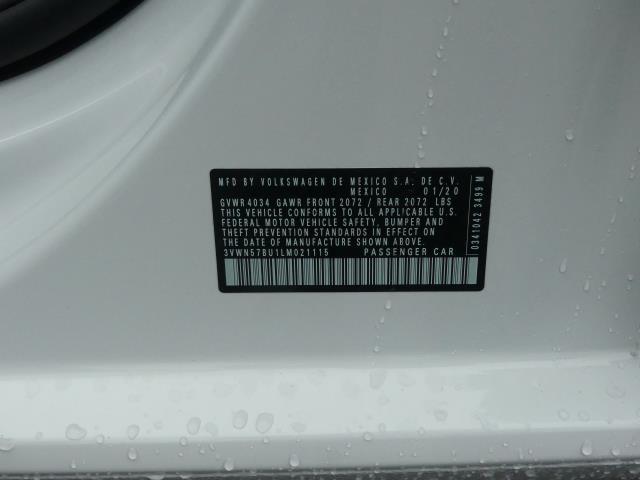 MFD BY VOLKSWAGEN DE MEXICO S.A. DE C.V.
MEXICO 01/20
GVWR4034 GAWR FRONT 2072 / REAR 2072 LBS
THIS VEHICLE CONFORMS TO ALL APPLICABLE U.S.
FEDERAL MOTOR VEHICLE SAFETY, BUMPER AND
THEFT PREVENTION STANDARDS IN EFFECT ON
THE DATE OF MANUFACTURE SHOWN ABOVE.
3VWN57BU1LM021115 PASSENGER CAR
0341042 3499 M